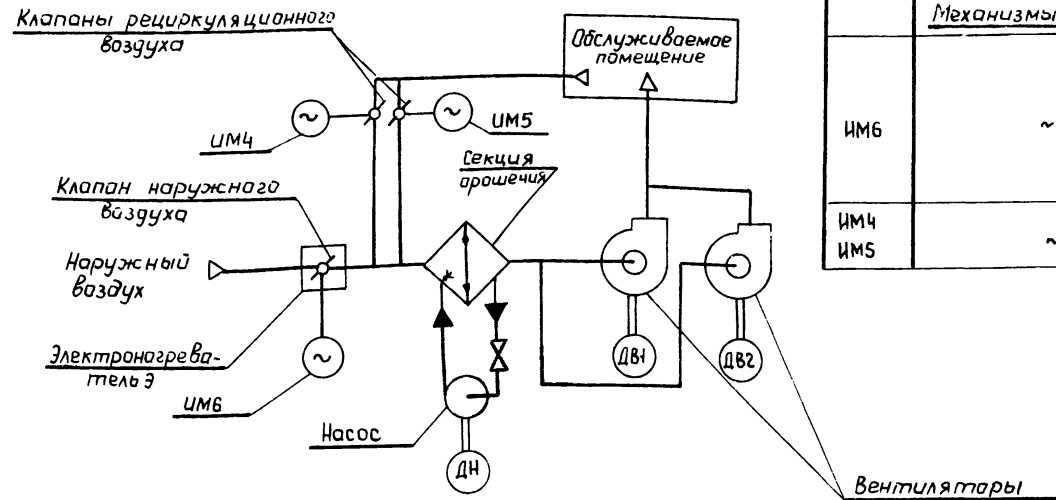 Клапаны рециркуляционного
воздуха
Обслуживаемое
помещение
Механизмы
ИМ4
~
~
ИМ5
ИМ6
~
Секция
орошения
Клапан наружного
воздуха
ИМ4
ИМ5
~
Наружный
воздух
~
Электронагрева-
тель Э
ИМ6
Насос
ДВ1
ДВ2
ДН
Вентиляторы